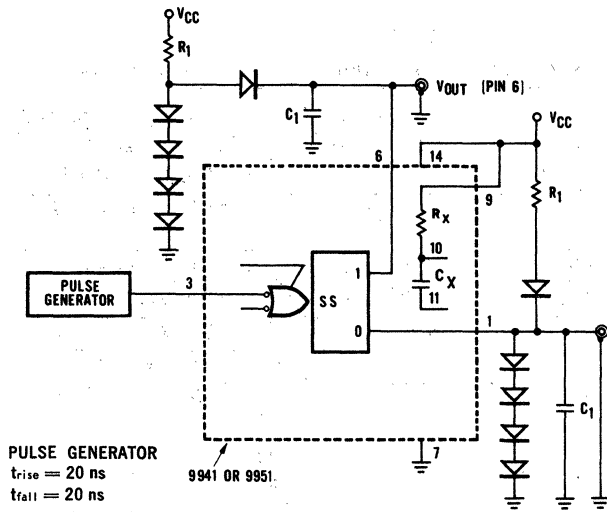 VCC
R1
VOUT (PIN 6)
C1
VCC
6
14
R1
9
RX
10
CX
11
PULSE
GENERATOR
3
SS
1
0
1
C1
7
PULSE GENERATOR
trise = 20 ns
tfall = 20 ns
9941 OR 9951